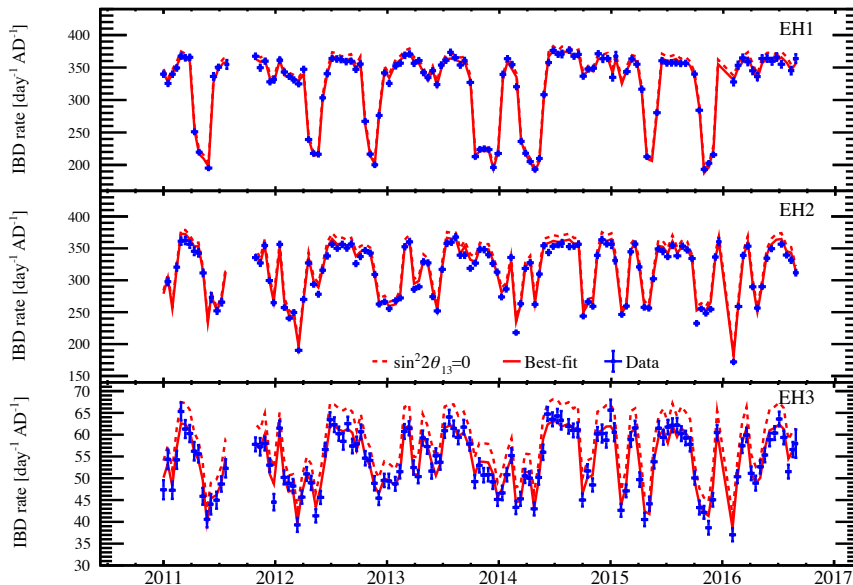 EH1
400
350
300
250
200
IBD rate [day⁻¹ AD⁻¹]
EH2
400
350
300
250
200
150
IBD rate [day⁻¹ AD⁻¹]
sin²2θ₁₃=0 Best-fit Data
EH3
70
65
60
55
50
45
40
35
30
IBD rate [day⁻¹ AD⁻¹]
2011 2012 2013 2014 2015 2016 2017